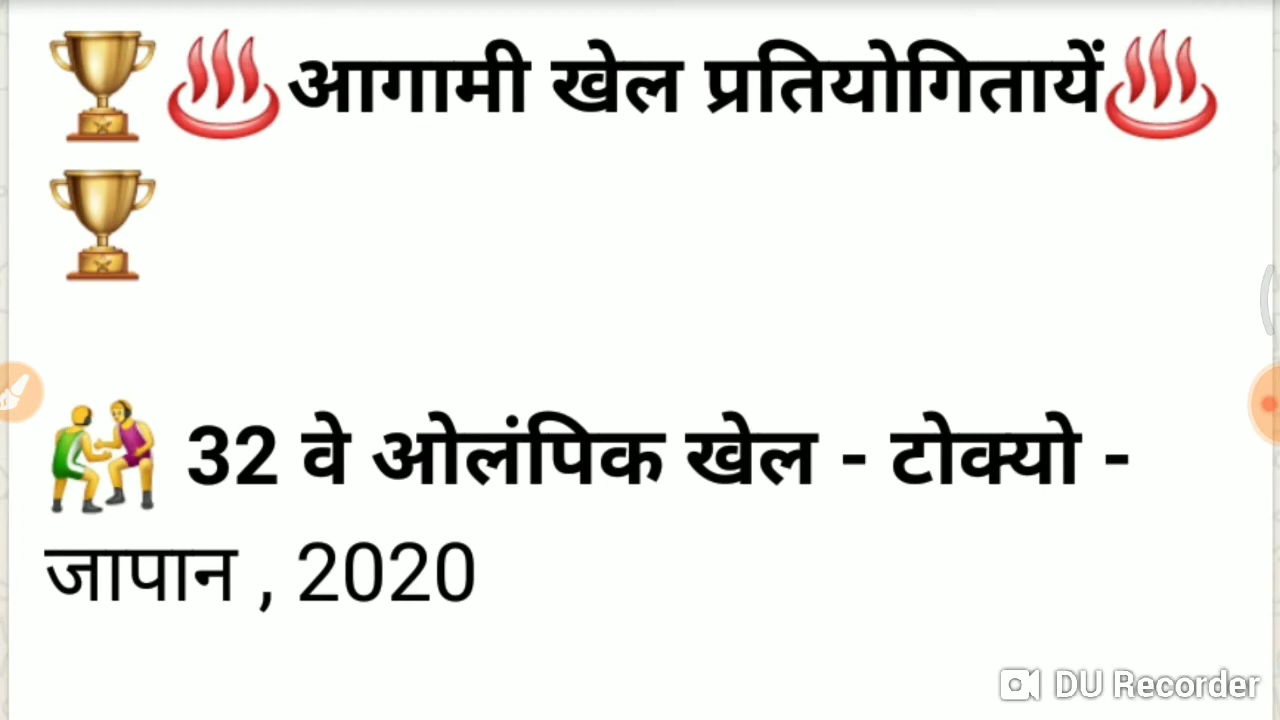 आगामी खेल प्रतियोगितायें
32 वे ओलंपिक खेल - टोक्यो -
जापान , 2020
DU Recorder